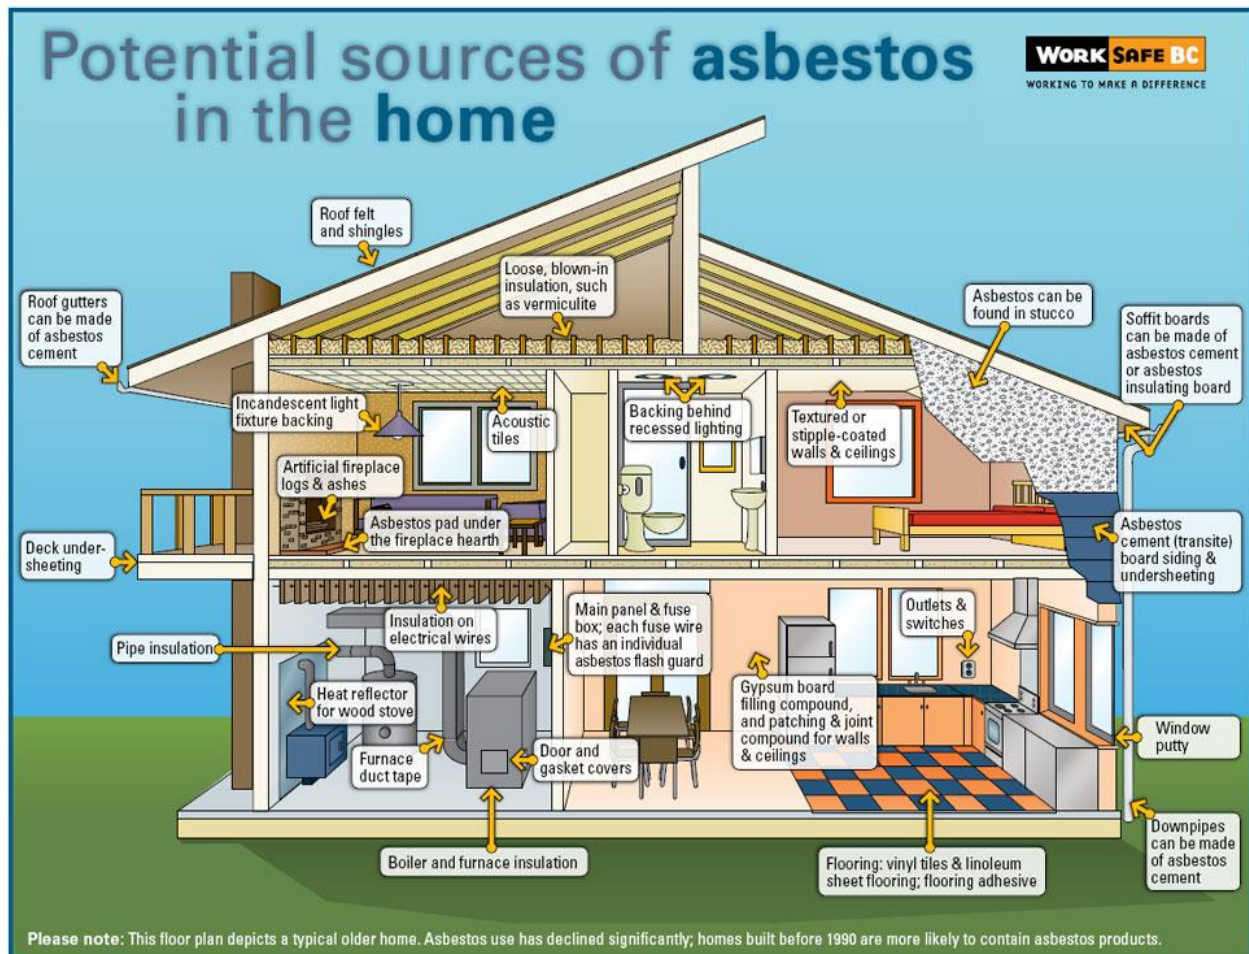 Potential sources of asbestos
in the home
WORK SAFE BC
WORKING TO MAKE A DIFFERENCE
Roof felt
and shingles
Loose, blown-in
insulation, such
as vermiculite
Asbestos can be
found in stucco
Roof gutters
can be made
of asbestos
cement
Soffit boards
can be made of
asbestos cement
or asbestos
insulating board
Incandescent light
fixture backing
Acoustic
tiles
Backing behind
recessed lighting
Textured or
stipple-coated
walls & ceilings
Artificial fireplace
logs & ashes
Asbestos pad under
the fireplace hearth
Asbestos
cement (transite)
board siding &
undersheeting
Deck under-
sheeting
Insulation on
electrical wires
Main panel & fuse
box; each fuse wire
has an individual
asbestos flash guard
Outlets &
switches
Pipe insulation
Heat reflector
for wood stove
Gypsum board
filling compound,
and patching & joint
compound for walls
& ceilings
Window
putty
Furnace
duct tape
Door and
gasket covers
Boiler and furnace insulation
Flooring: vinyl tiles & linoleum
sheet flooring; flooring adhesive
Downpipes
can be made
of asbestos
cement
Please note: This floor plan depicts a typical older home. Asbestos use has declined significantly; homes built before 1990 are more likely to contain asbestos products.